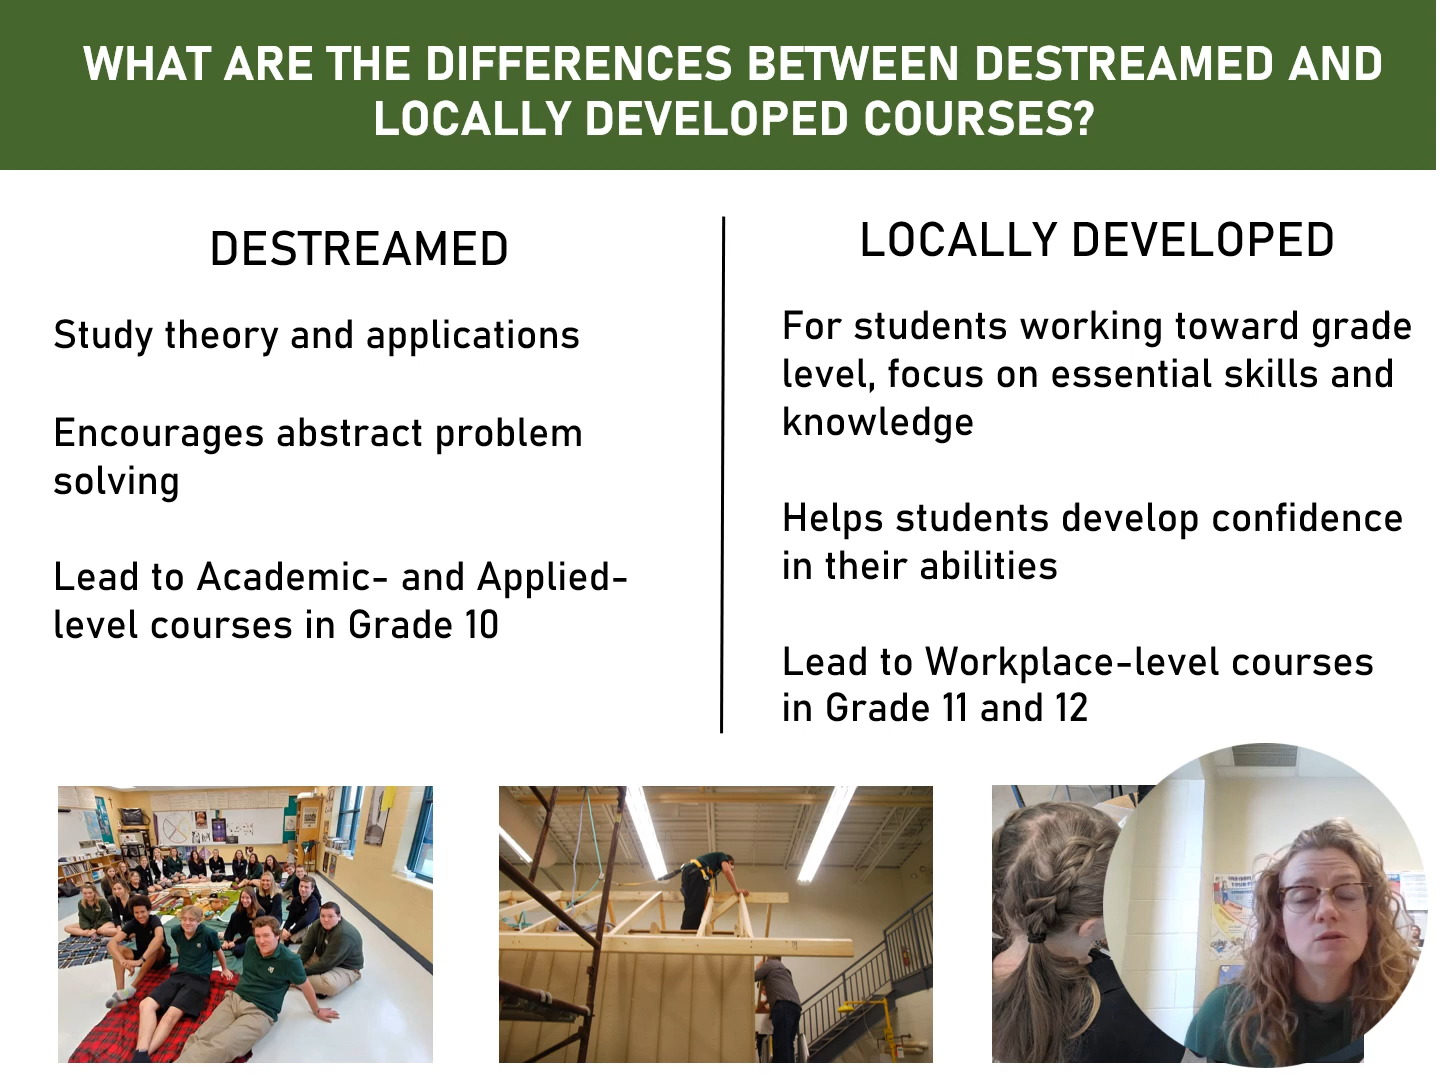 WHAT ARE THE DIFFERENCES BETWEEN DESTREAMED AND
LOCALLY DEVELOPED COURSES?
DESTREAMED
Study theory and applications
Encourages abstract problem
solving
Lead to Academic- and Applied-
level courses in Grade 10
LOCALLY DEVELOPED
For students working toward grade
level, focus on essential skills and
knowledge
Helps students develop confidence
in their abilities
Lead to Workplace-level courses
in Grade 11 and 12